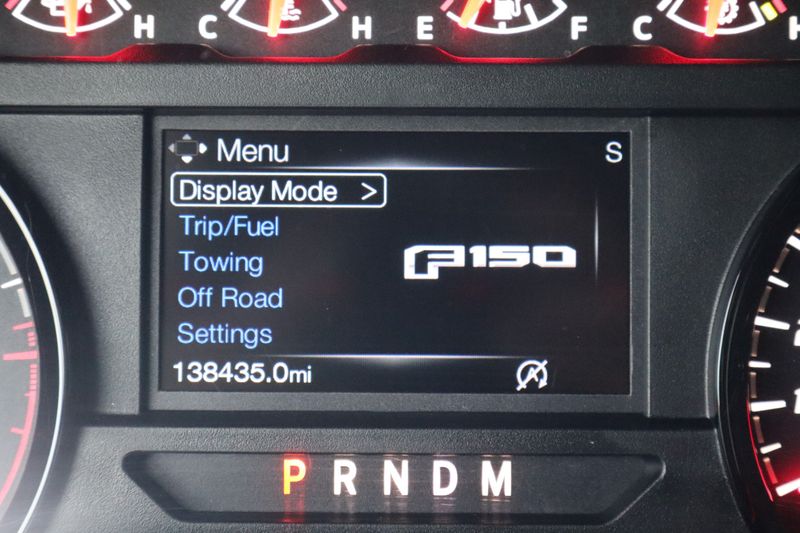 H C H E F C H
Menu S
Display Mode >
Trip/Fuel
Towing F150
Off Road
Settings
138435.0mi
P R N D M